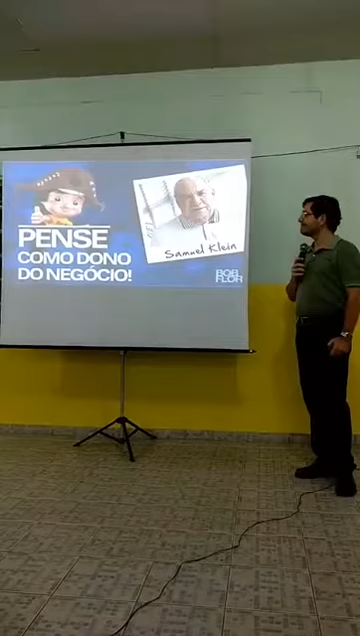 PENSE
COMO DONO
DO NEGÓCIO!
Samuel Klein
BOB
FLOR